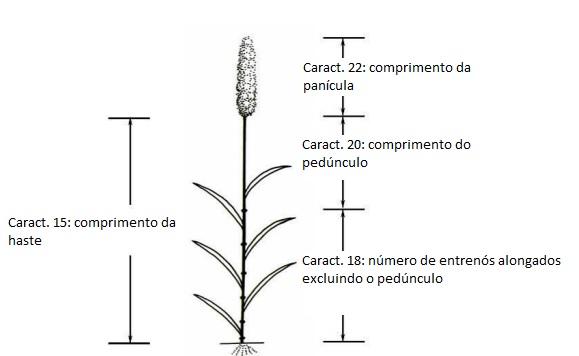 Caract. 22: comprimento da
panícula
Caract. 20: comprimento do
pedúnculo
Caract. 15: comprimento da
haste
Caract. 18: número de entrenós alongados
excluindo o pedúnculo